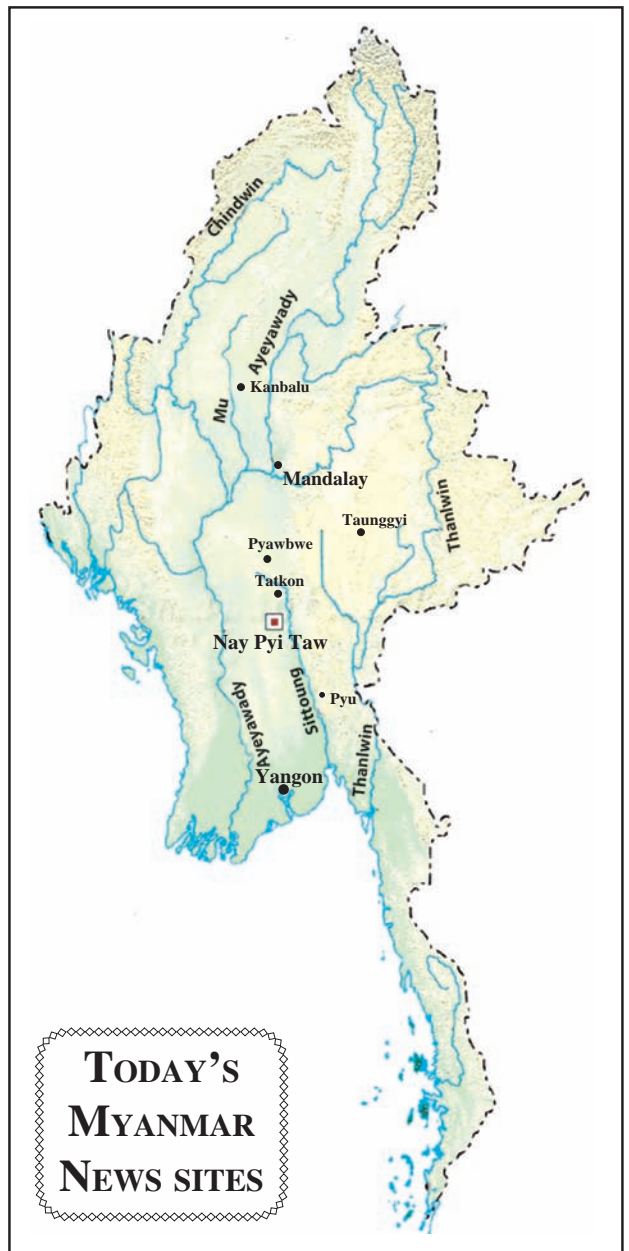 Chindwin
Ayeyawady
Kanbalu
Mu
Mandalay
Thanlwin
Taunggyi
Pyawbwe
Tatkon
Nay Pyi Taw
Sittoung
Pyu
Ayeyawady
Thanlwin
Yangon
TODAY'S
MYANMAR
NEWS SITES